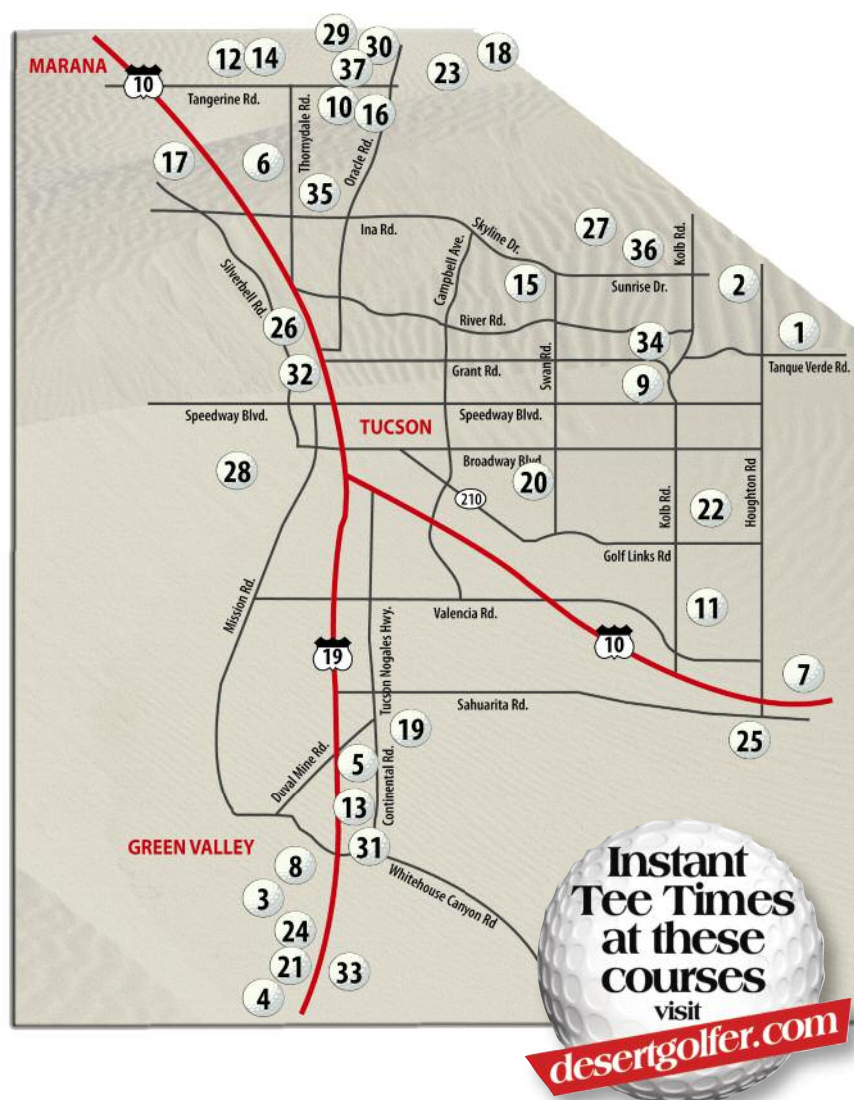 29
30
18
12
14
37
23
MARANA
10
Tangerine Rd.
10
16
Thornydale Rd.
Oracle Rd.
17
6
35
27
36
Kolb Rd.
Ina Rd.
Skyline Dr.
Campbell Ave.
15
Sunrise Dr.
2
Silverbell Rd.
26
River Rd.
34
1
Swan Rd.
32
Grant Rd.
9
Tanque Verde Rd.
Speedway Blvd.
Speedway Blvd.
TUCSON
Broadway Blvd.
28
20
210
Kolb Rd.
22
Houghton Rd
Golf Links Rd
Mission Rd.
Valencia Rd.
11
Tucson Nogales Hwy.
19
10
7
Sahuarita Rd.
19
25
Duval Mine Rd.
5
Continental Rd.
13
GREEN VALLEY
31
8
Whitehouse Canyon Rd
3
24
21
33
4
Instant
Tee Times
at these
courses
visit
desertgolfer.com